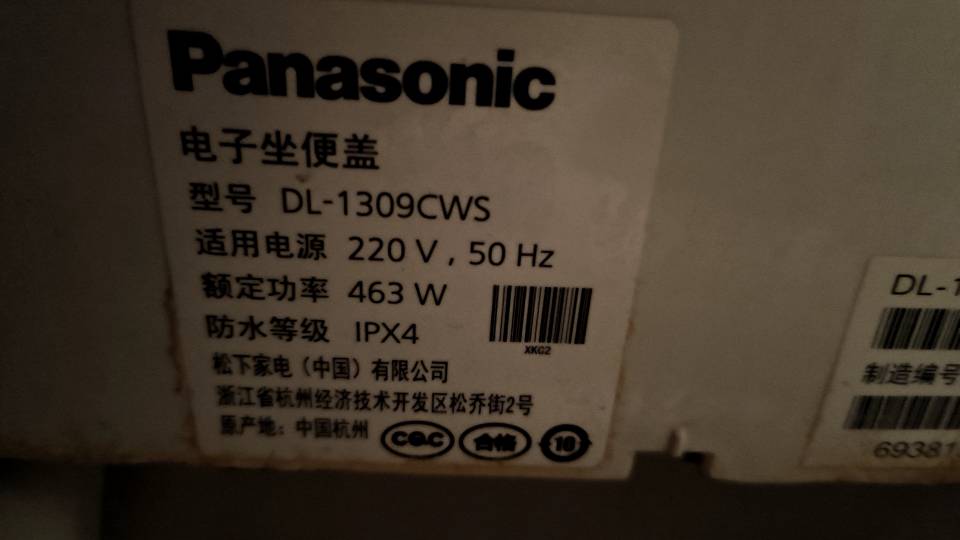 Panasonic
电子坐便盖
型号 DL-1309CWS
适用电源 220 V , 50 Hz
额定功率 463 W
防水等级 IPX4
XKG2
松下家电（中国）有限公司
浙江省杭州经济技术开发区松乔街2号
原产地：中国杭州
CQC 合格 10
DL-1
制造编号
69381